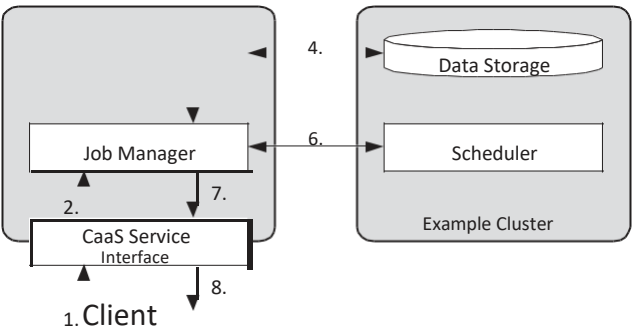 4.
Data Storage
Job Manager
6.
Scheduler
2.
7.
CaaS Service
Interface
Example Cluster
8.
1. Client